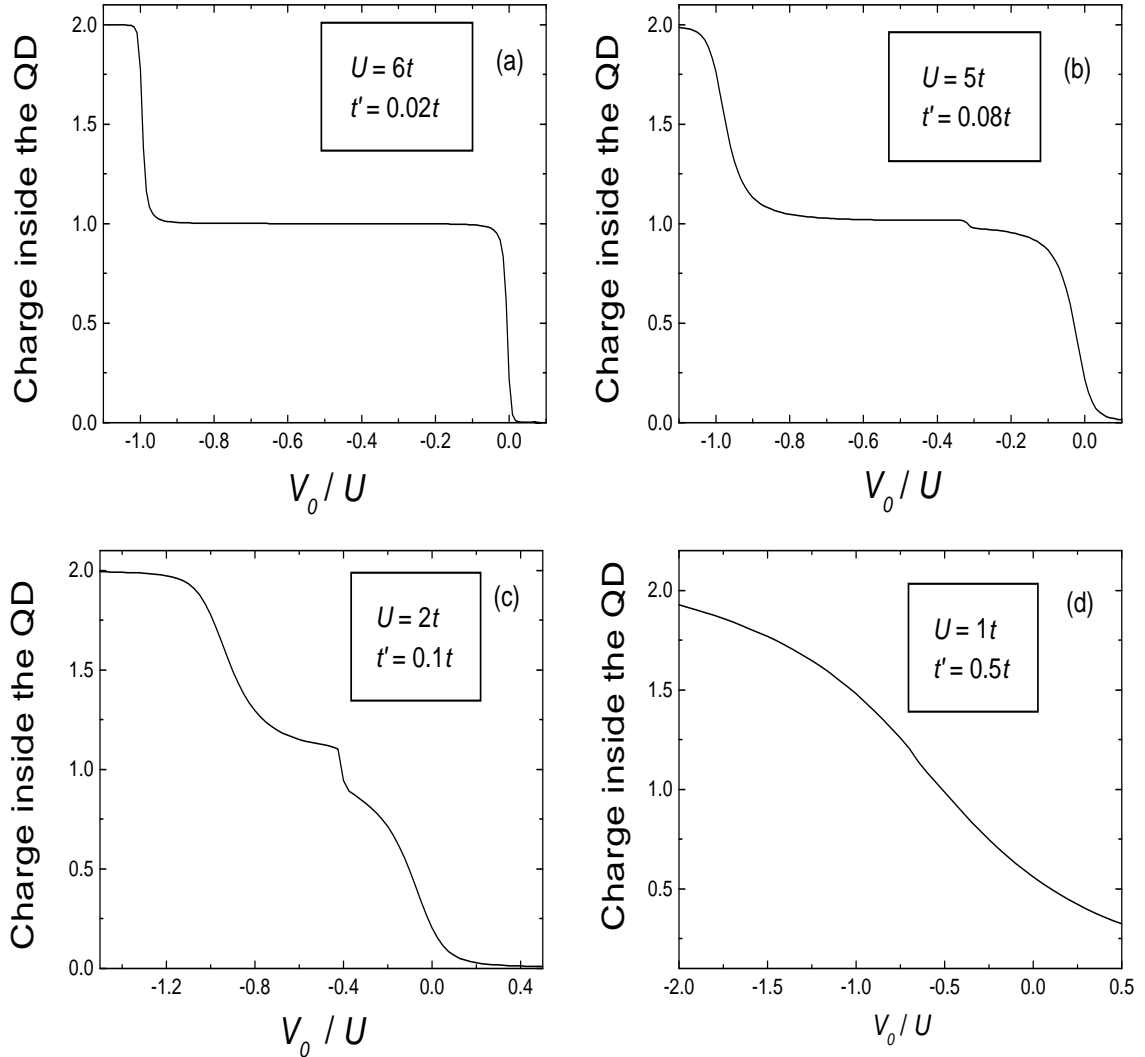 Charge inside the QD
2.0
1.5
1.0
0.5
0.0
U = 6t
t' = 0.02t
(a)
-1.0 -0.8 -0.6 -0.4 -0.2 0.0
V0 / U
Charge inside the QD
2.0
1.5
1.0
0.5
0.0
U = 5t
t' = 0.08t
(b)
-1.0 -0.8 -0.6 -0.4 -0.2 0.0
V0 / U
Charge inside the QD
2.0
1.5
1.0
0.5
0.0
U = 2t
t' = 0.1t
(c)
-1.2 -0.8 -0.4 0.0 0.4
V0 / U
Charge inside the QD
2.0
1.5
1.0
0.5
U = 1t
t' = 0.5t
(d)
-2.0 -1.5 -1.0 -0.5 0.0 0.5
V0 / U